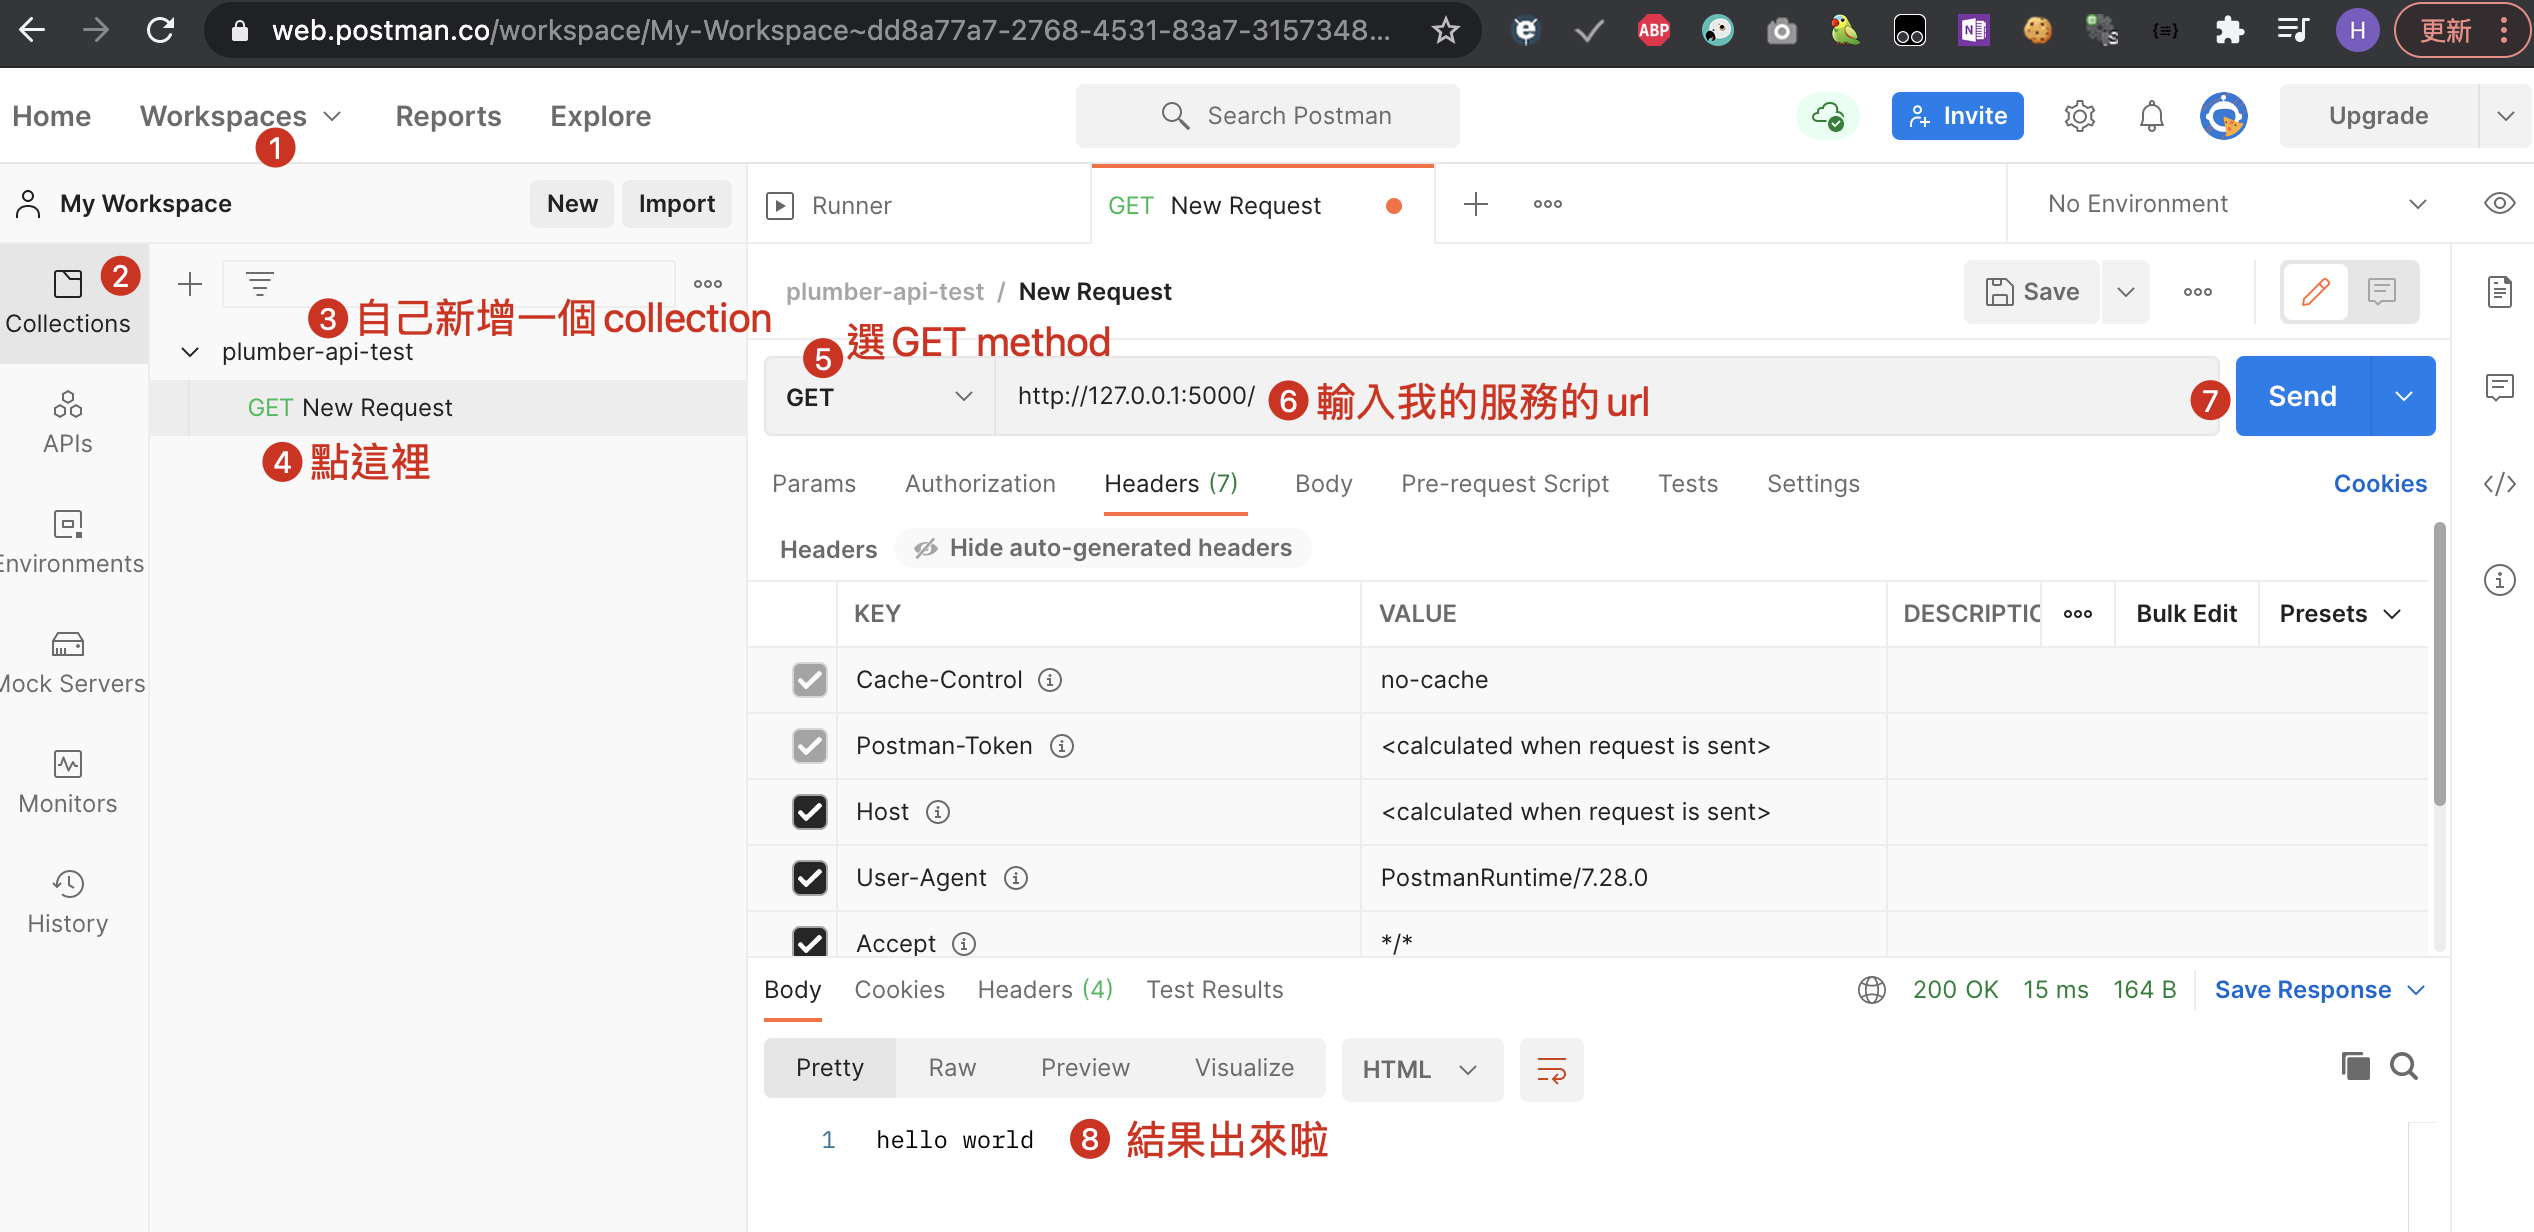 web.postman.co/workspace/My-Workspace~dd8a77a7-2768-4531-83a7-3157348...
ABP
N
H
更新
Home
Workspaces
Reports
Explore
Search Postman
Invite
Upgrade
1
My Workspace
New
Import
Runner
GET New Request
No Environment
2
Collections
3 自己新增一個 collection
plumber-api-test
GET New Request
4 點這裡
APIs
Environments
Mock Servers
Monitors
History
plumber-api-test / New Request
Save
5 選 GET method
GET
http://127.0.0.1:5000/
6 輸入我的服務的 url
7
Send
Params
Authorization
Headers (7)
Body
Pre-request Script
Tests
Settings
Cookies
Headers
Hide auto-generated headers
KEY
VALUE
DESCRIPTIO
Bulk Edit
Presets
Cache-Control
no-cache
Postman-Token
<calculated when request is sent>
Host
<calculated when request is sent>
User-Agent
PostmanRuntime/7.28.0
Accept
*/*
Body
Cookies
Headers (4)
Test Results
200 OK
15 ms
164 B
Save Response
Pretty
Raw
Preview
Visualize
HTML
1
hello world
8 結果出來啦